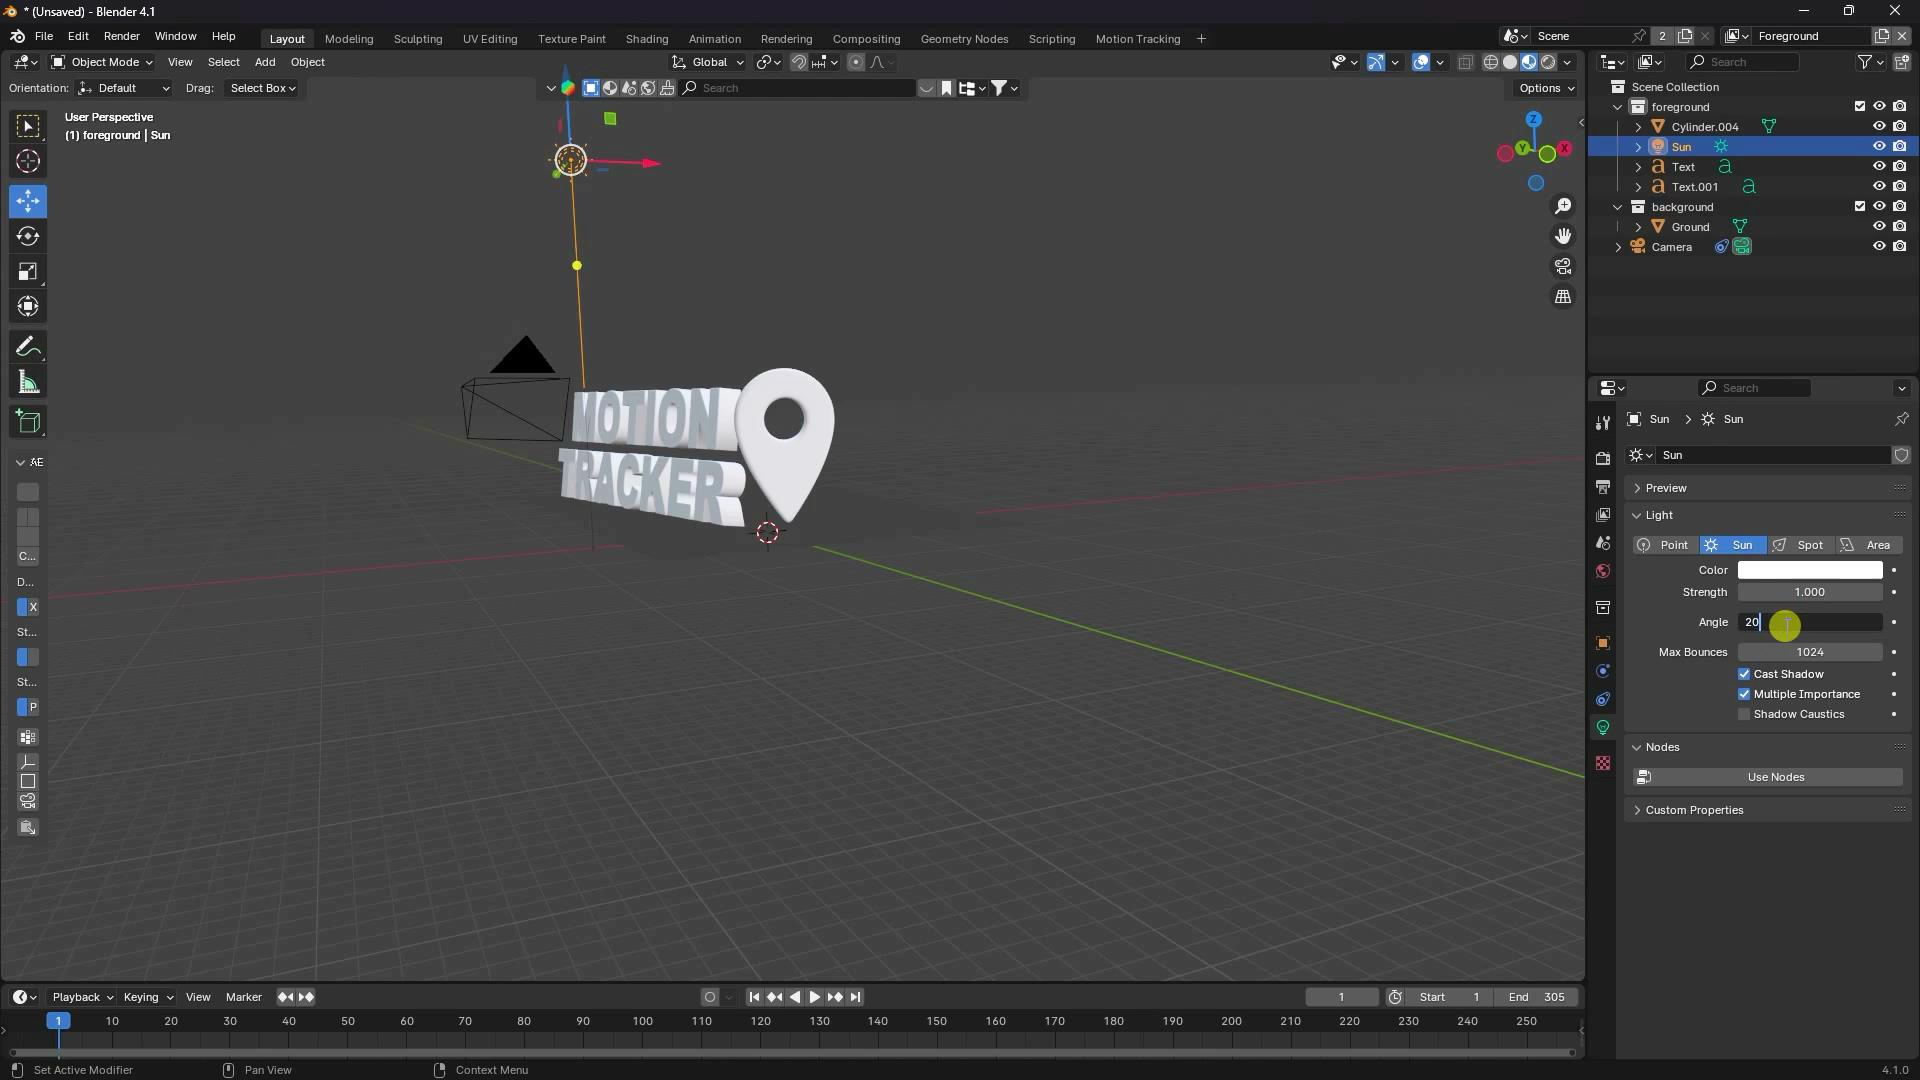 * (Unsaved) - Blender 4.1
File Edit Render Window Help
Layout Modeling Sculpting UV Editing Texture Paint Shading Animation Rendering Compositing Geometry Nodes Scripting Motion Tracking +
Scene 2
Foreground
Object Mode View Select Add Object
Global
Search
Orientation: Default Drag: Select Box
Search
Options
User Perspective
(1) foreground | Sun
Z
Y
X
Scene Collection
foreground
Cylinder.004
Sun
Text
Text.001
background
Ground
Camera
MOTION
TRACKER
AE
C...
D...
X
St...
St...
P
Search
Sun > Sun
Sun
Preview
Light
Point Sun Spot Area
Color
Strength 1.000
Angle 20
Max Bounces 1024
Cast Shadow
Multiple Importance
Shadow Caustics
Nodes
Use Nodes
Custom Properties
Playback Keying View Marker
1 Start 1 End 305
1 10 20 30 40 50 60 70 80 90 100 110 120 130 140 150 160 170 180 190 200 210 220 230 240 250
Set Active Modifier Pan View Context Menu 4.1.0